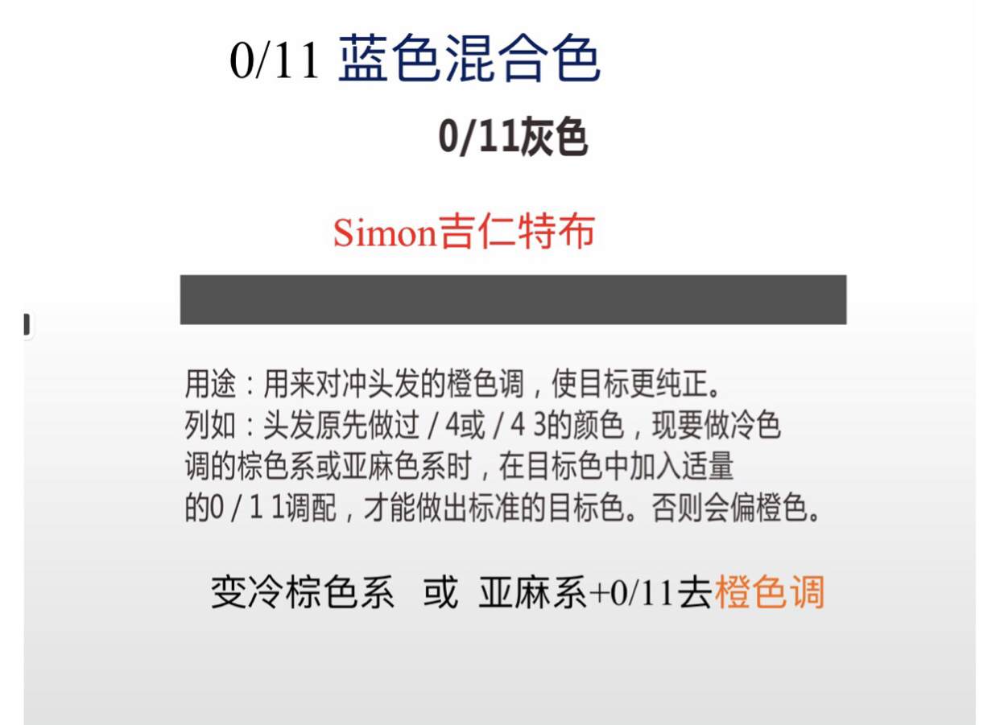 0/11 蓝色混合色
0/11灰色
Simon吉仁特布
用途：用来对冲头发的橙色调，使目标更纯正。
列如：头发原先做过 / 4或 / 4 3的颜色，现要做冷色
调的棕色系或亚麻色系时，在目标色中加入适量
的0 / 1 1调配，才能做出标准的目标色。否则会偏橙色。
变冷棕色系 或 亚麻系+0/11去橙色调